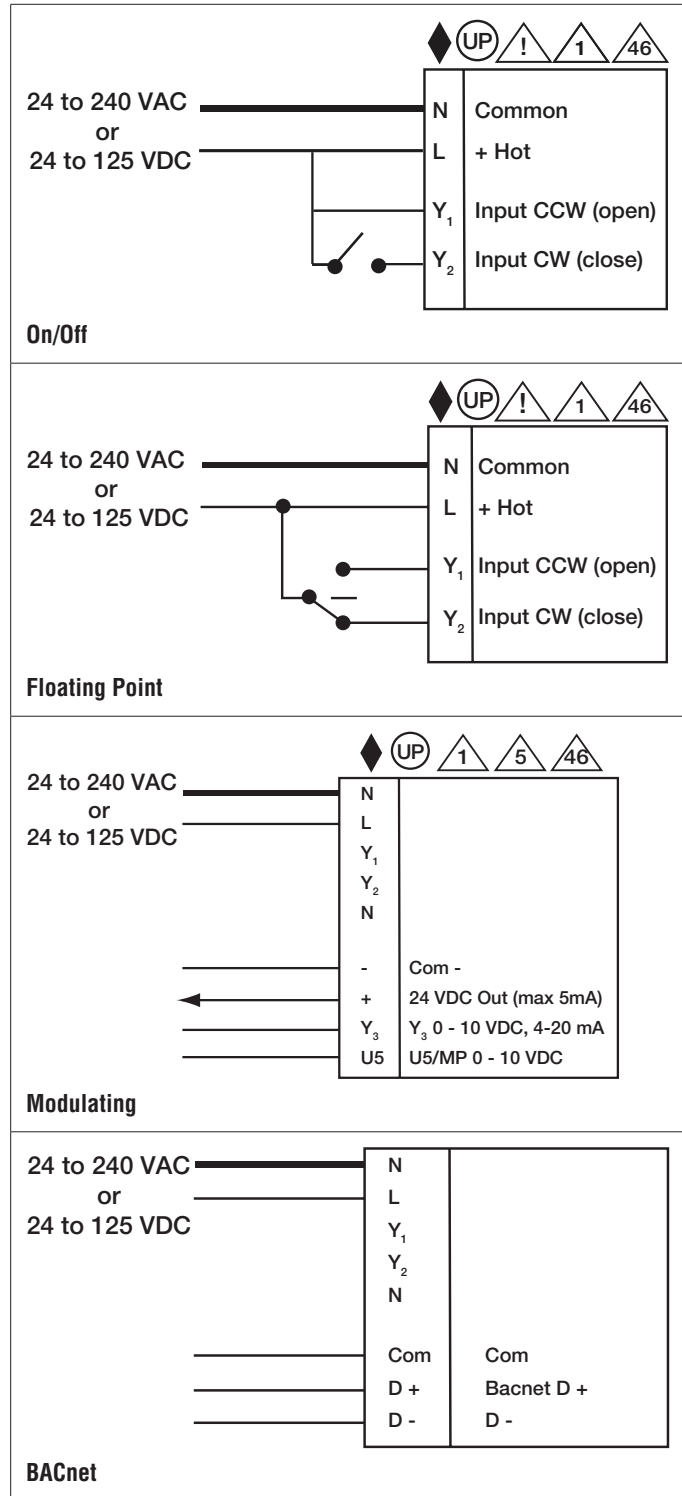 UP ! 1 46
24 to 240 VAC
or
24 to 125 VDC
N Common
L + Hot
Y1 Input CCW (open)
Y2 Input CW (close)
On/Off
UP ! 1 46
24 to 240 VAC
or
24 to 125 VDC
N Common
L + Hot
Y1 Input CCW (open)
Y2 Input CW (close)
Floating Point
UP 1 5 46
24 to 240 VAC
or
24 to 125 VDC
N
L
Y1
Y2
N
- Com -
+ 24 VDC Out (max 5mA)
Y3 Y3 0 - 10 VDC, 4-20 mA
U5 U5/MP 0 - 10 VDC
Modulating
24 to 240 VAC
or
24 to 125 VDC
N
L
Y1
Y2
N
Com Com
D + Bacnet D +
D - D -
BACnet